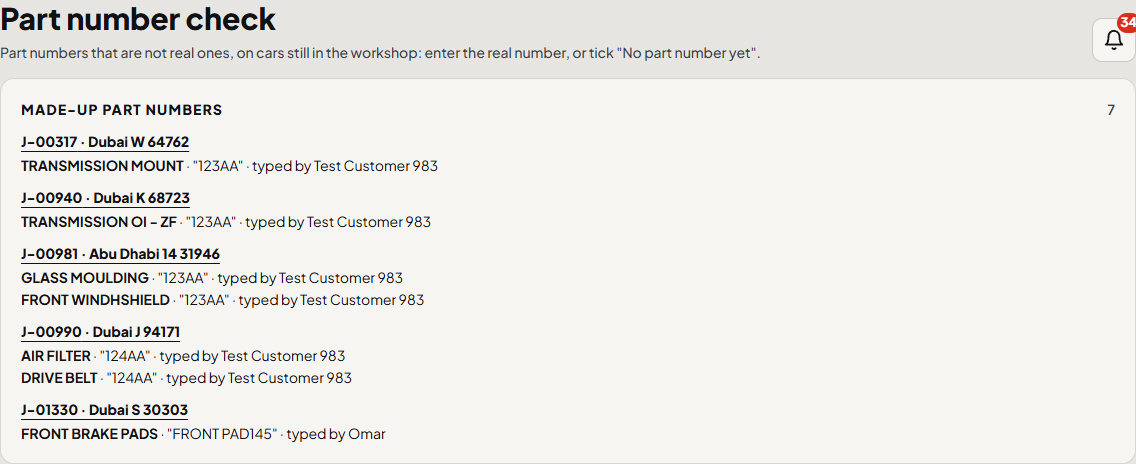 Part number check
34
Part numbers that are not real ones, on cars still in the workshop: enter the real number, or tick "No part number yet".
MADE-UP PART NUMBERS 7
J-00317 · Dubai W 64762
TRANSMISSION MOUNT · "123AA" · typed by Test Customer 983
J-00940 · Dubai K 68723
TRANSMISSION OI - ZF · "123AA" · typed by Test Customer 983
J-00981 · Abu Dhabi 14 31946
GLASS MOULDING · "123AA" · typed by Test Customer 983
FRONT WINDHSHIELD · "123AA" · typed by Test Customer 983
J-00990 · Dubai J 94171
AIR FILTER · "124AA" · typed by Test Customer 983
DRIVE BELT · "124AA" · typed by Test Customer 983
J-01330 · Dubai S 30303
FRONT BRAKE PADS · "FRONT PAD145" · typed by Omar